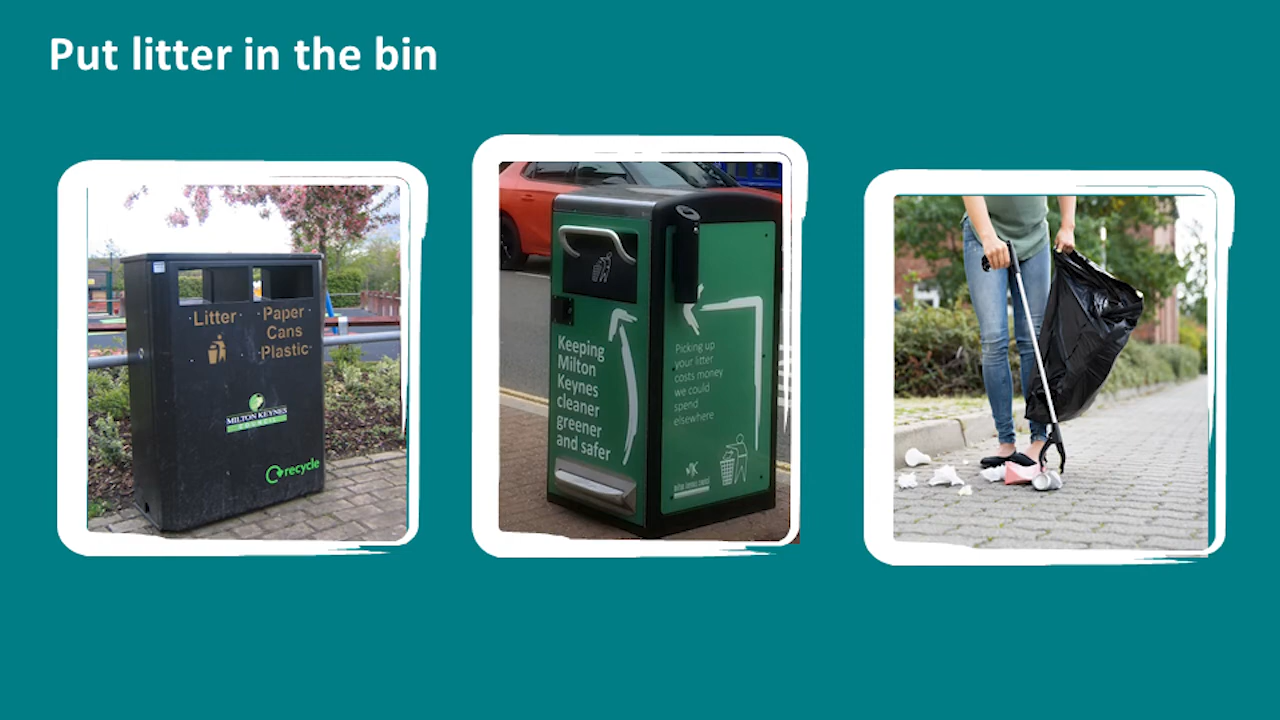 Put litter in the bin
Litter
Paper
Cans
Plastic
MILTON KEYNES
COUNCIL
recycle
Keeping
Milton
Keynes
cleaner
greener
and safer
Picking up
your litter
costs money
we could
spend
elsewhere